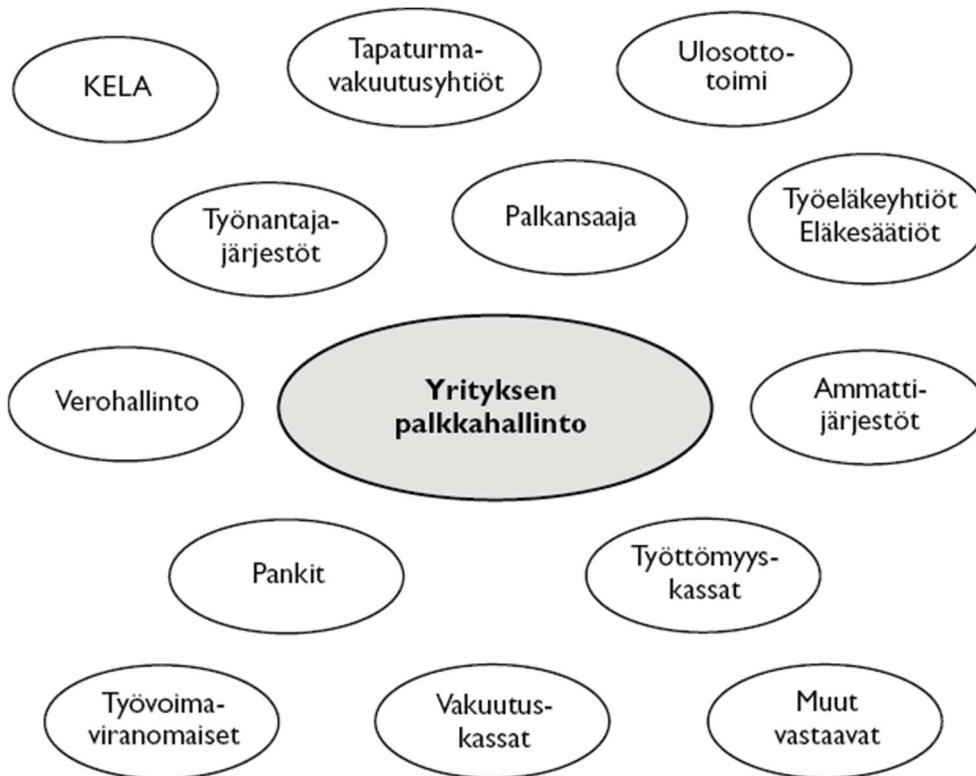 KELA
Tapaturma-
vakuutusyhtiöt
Ulosotto-
toimi
Työnantaja-
järjestöt
Palkansaaja
Työeläkeyhtiöt
Eläkesäätiöt
Verohallinto
Yrityksen
palkkahallinto
Ammatti-
järjestöt
Pankit
Työttömyys-
kassat
Työvoima-
viranomaiset
Vakuutus-
kassat
Muut
vastaavat